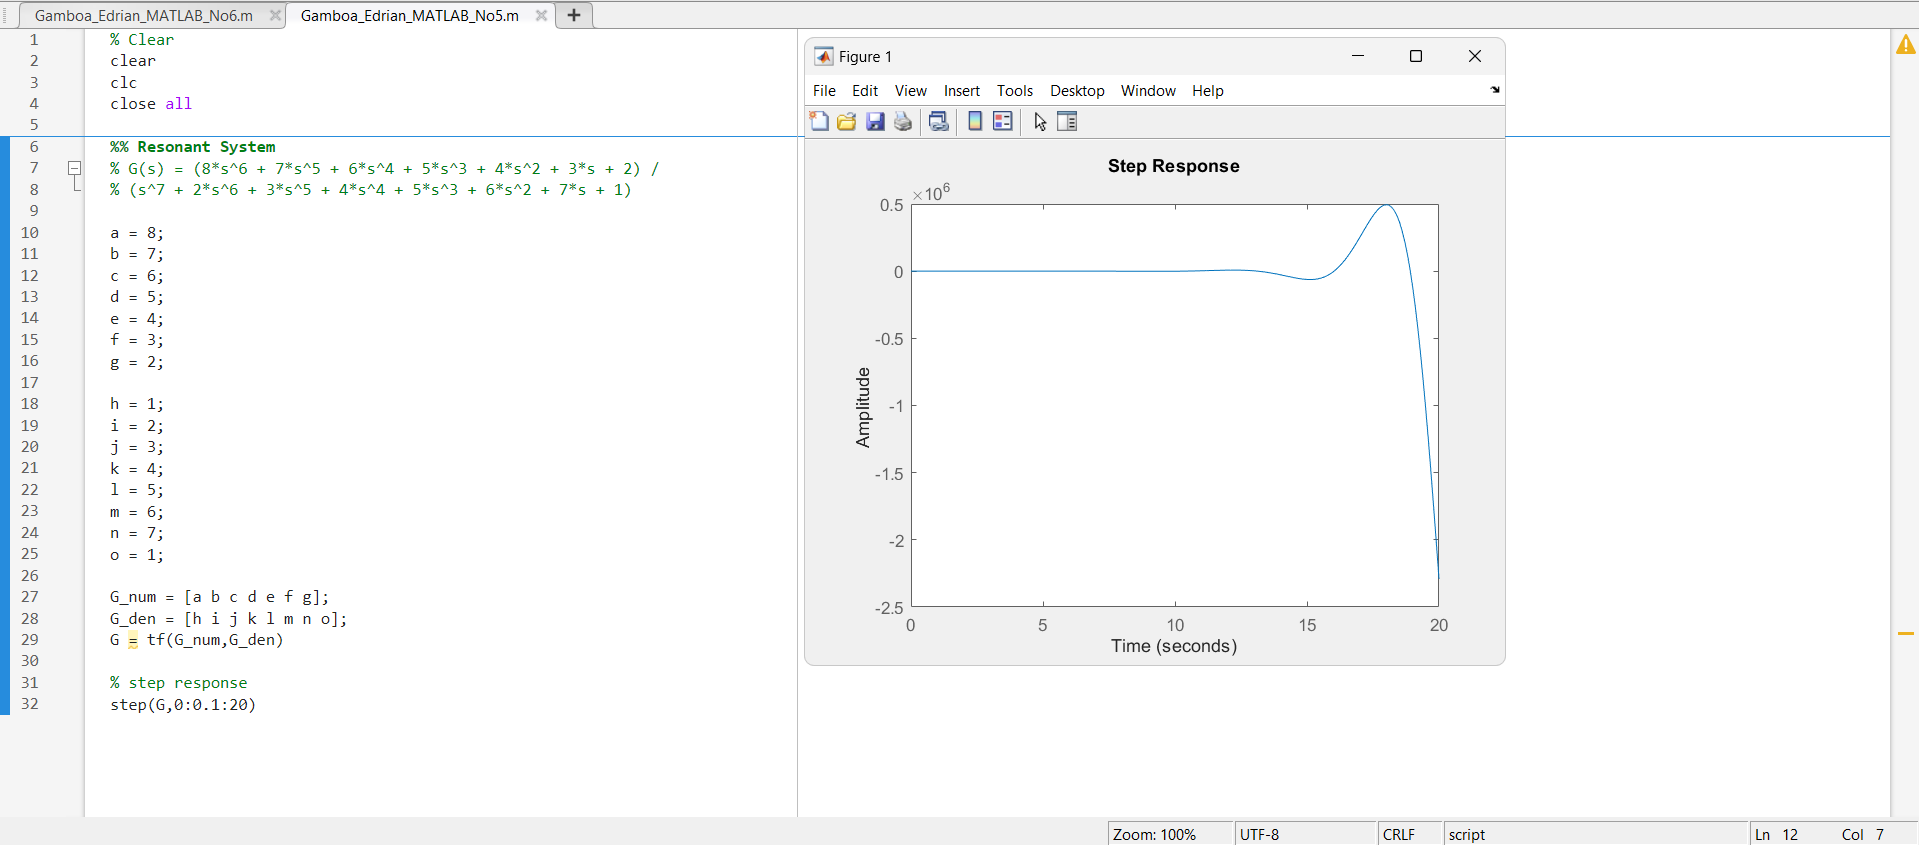 Gamboa_Edrian_MATLAB_No6.m
Gamboa_Edrian_MATLAB_No5.m
1 % Clear
2 clear
3 clc
4 close all
5
6 %% Resonant System
7 % G(s) = (8*s^6 + 7*s^5 + 6*s^4 + 5*s^3 + 4*s^2 + 3*s + 2) /
8 % (s^7 + 2*s^6 + 3*s^5 + 4*s^4 + 5*s^3 + 6*s^2 + 7*s + 1)
9
10 a = 8;
11 b = 7;
12 c = 6;
13 d = 5;
14 e = 4;
15 f = 3;
16 g = 2;
17
18 h = 1;
19 i = 2;
20 j = 3;
21 k = 4;
22 l = 5;
23 m = 6;
24 n = 7;
25 o = 1;
26
27 G_num = [a b c d e f g];
28 G_den = [h i j k l m n o];
29 G = tf(G_num,G_den)
30
31 % step response
32 step(G,0:0.1:20)
Figure 1
File Edit View Insert Tools Desktop Window Help
Step Response
×10^6
0.5
0
-0.5
-1
-1.5
-2
-2.5
Amplitude
0 5 10 15 20
Time (seconds)
Zoom: 100% UTF-8 CRLF script Ln 12 Col 7